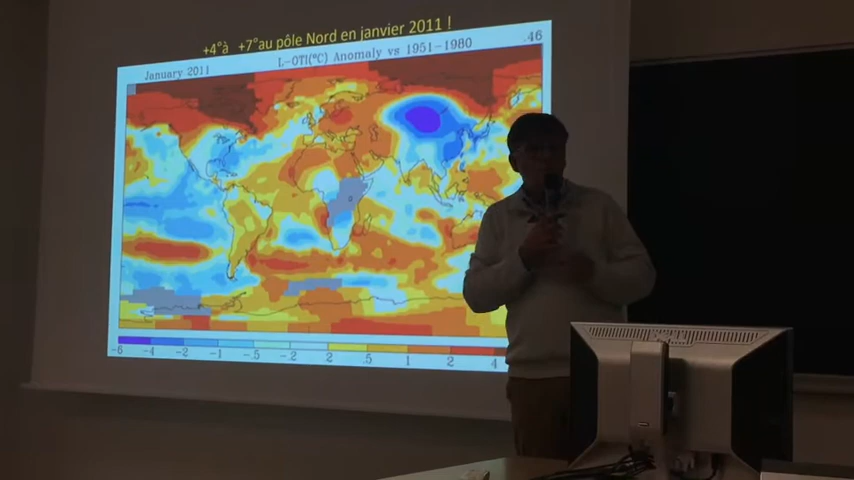 +4°à +7°au pôle Nord en janvier 2011 !
January 2011 L-OTI(°C) Anomaly vs 1951-1980 .46
-6 -4 -2 -1 -.5 -.2 .2 .5 1 2 4